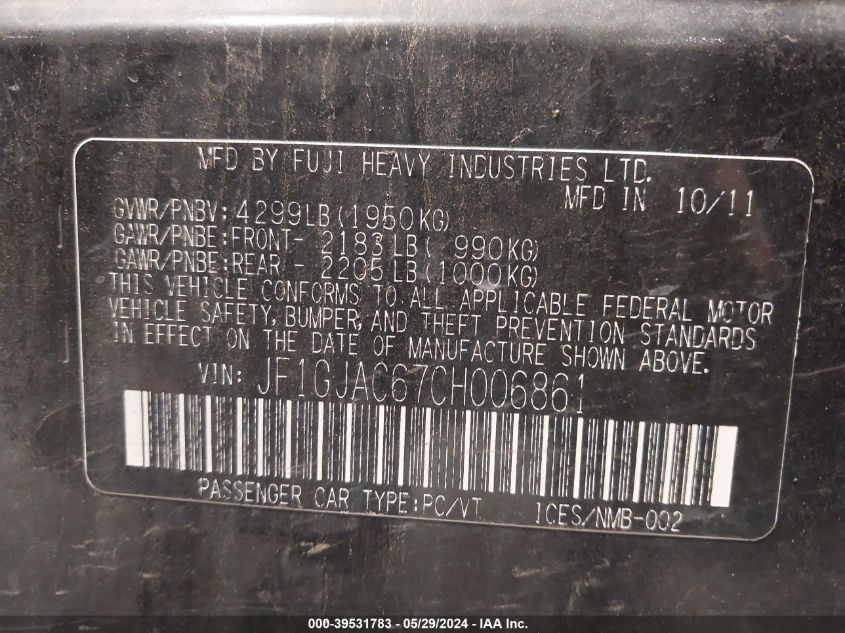 MFD BY FUJI HEAVY INDUSTRIES LTD.
MFD IN 10/11
GVWR/PNBV:4299LB(1950KG)
GAWR/PNBE:FRONT- 2183LB( 990KG)
GAWR/PNBE:REAR - 2205LB(1000KG)
THIS VEHICLE CONFORMS TO ALL APPLICABLE FEDERAL MOTOR
VEHICLE SAFETY, BUMPER, AND THEFT PREVENTION STANDARDS
IN EFFECT ON THE DATE OF MANUFACTURE SHOWN ABOVE.
VIN: JF1GJAC67CH006861
PASSENGER CAR TYPE:PC/VT ICES/NMB-002
000-39531783 - 05/29/2024 - IAAI.com